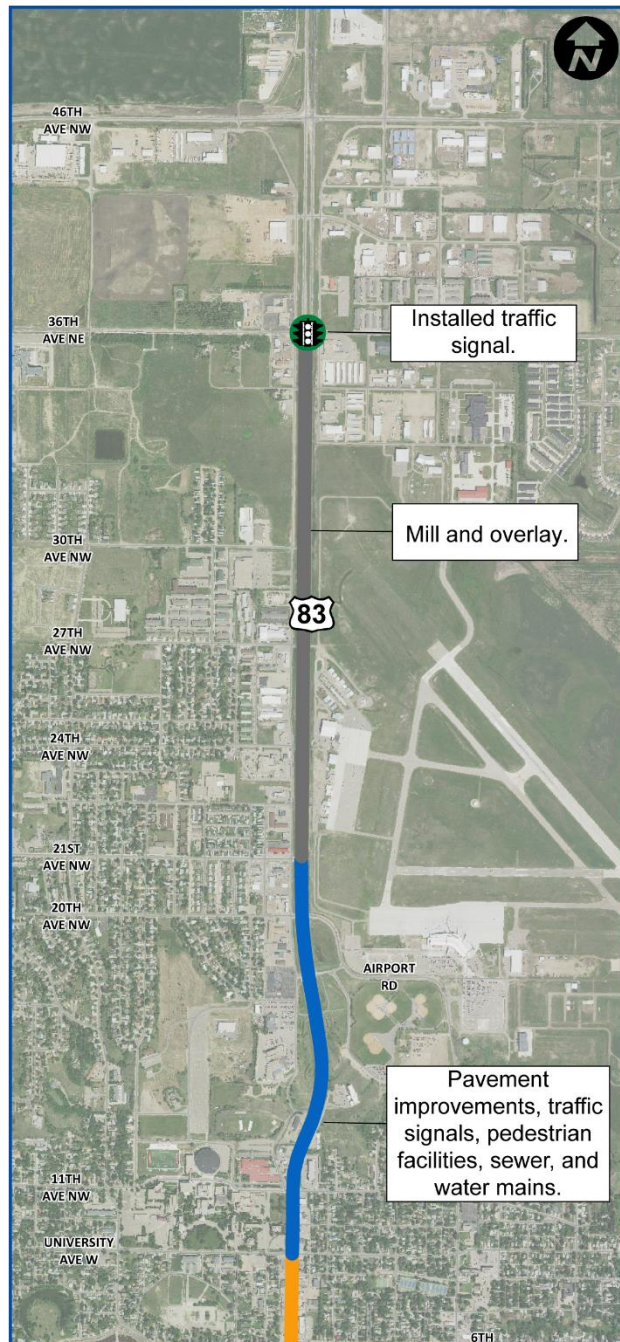 N
46TH
AVE NW
36TH
AVE NE
Installed traffic
signal.
30TH
AVE NW
Mill and overlay.
83
27TH
AVE NW
24TH
AVE NW
21ST
AVE NW
20TH
AVE NW
AIRPORT
RD
Pavement
improvements, traffic
signals, pedestrian
facilities, sewer, and
water mains.
11TH
AVE NW
UNIVERSITY
AVE W
6TH